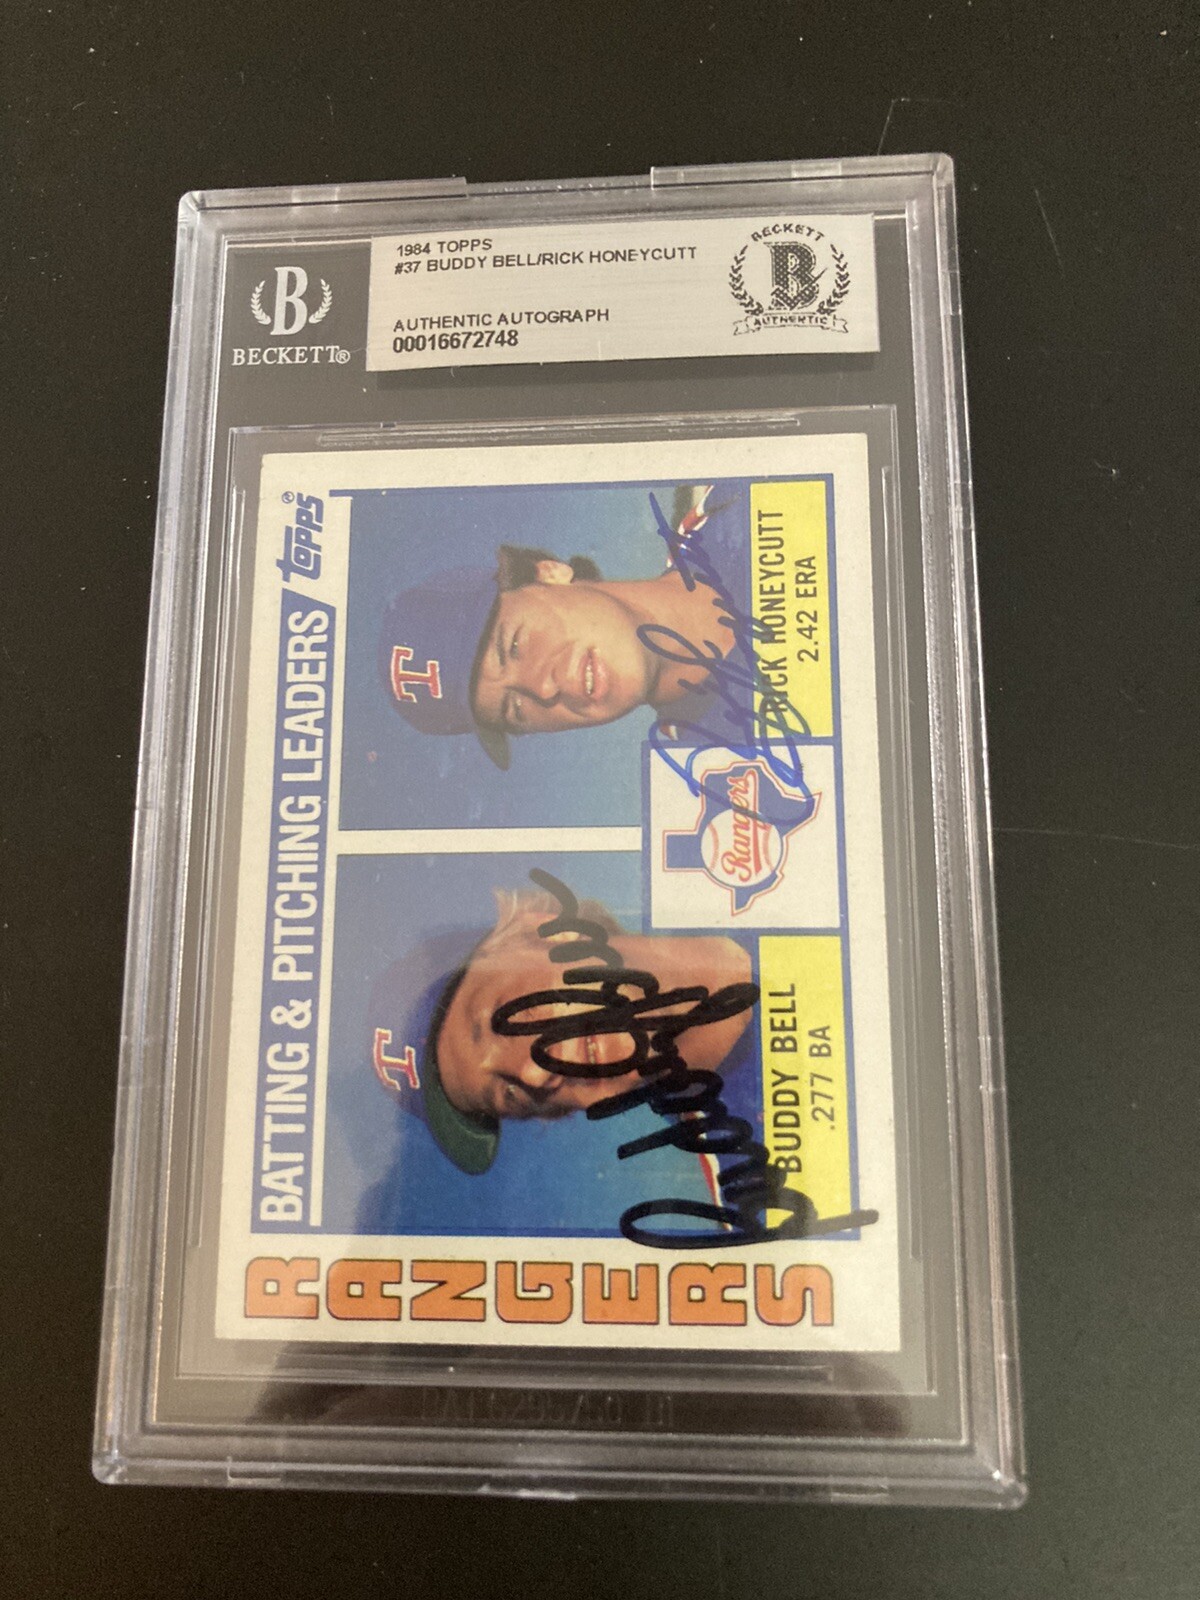 1984 TOPPS
#37 BUDDY BELL/RICK HONEYCUTT
AUTHENTIC AUTOGRAPH
00016672748
B
BECKETT®
BECKETT
B
AUTHENTIC
BATTING & PITCHING LEADERS
TOPPS®
T
T
RICK HONEYCUTT
2.42 ERA
Rangers
BUDDY BELL
.277 BA
RANGERS